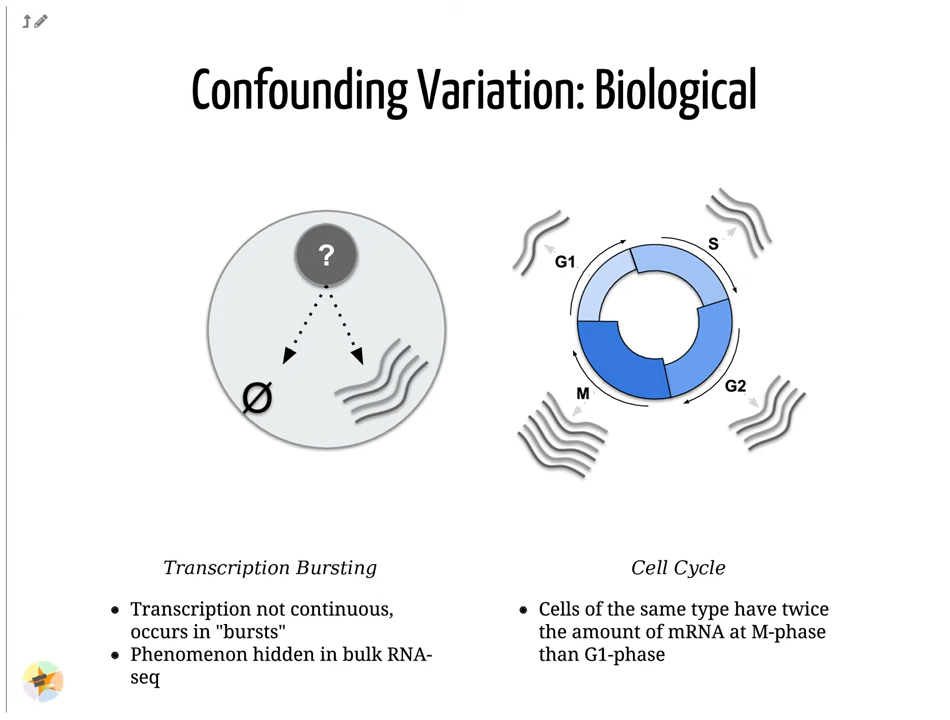 Confounding Variation: Biological
?
Ø
G1
S
G2
M
Transcription Bursting
• Transcription not continuous,
occurs in "bursts"
• Phenomenon hidden in bulk RNA-
seq
Cell Cycle
• Cells of the same type have twice
the amount of mRNA at M-phase
than G1-phase